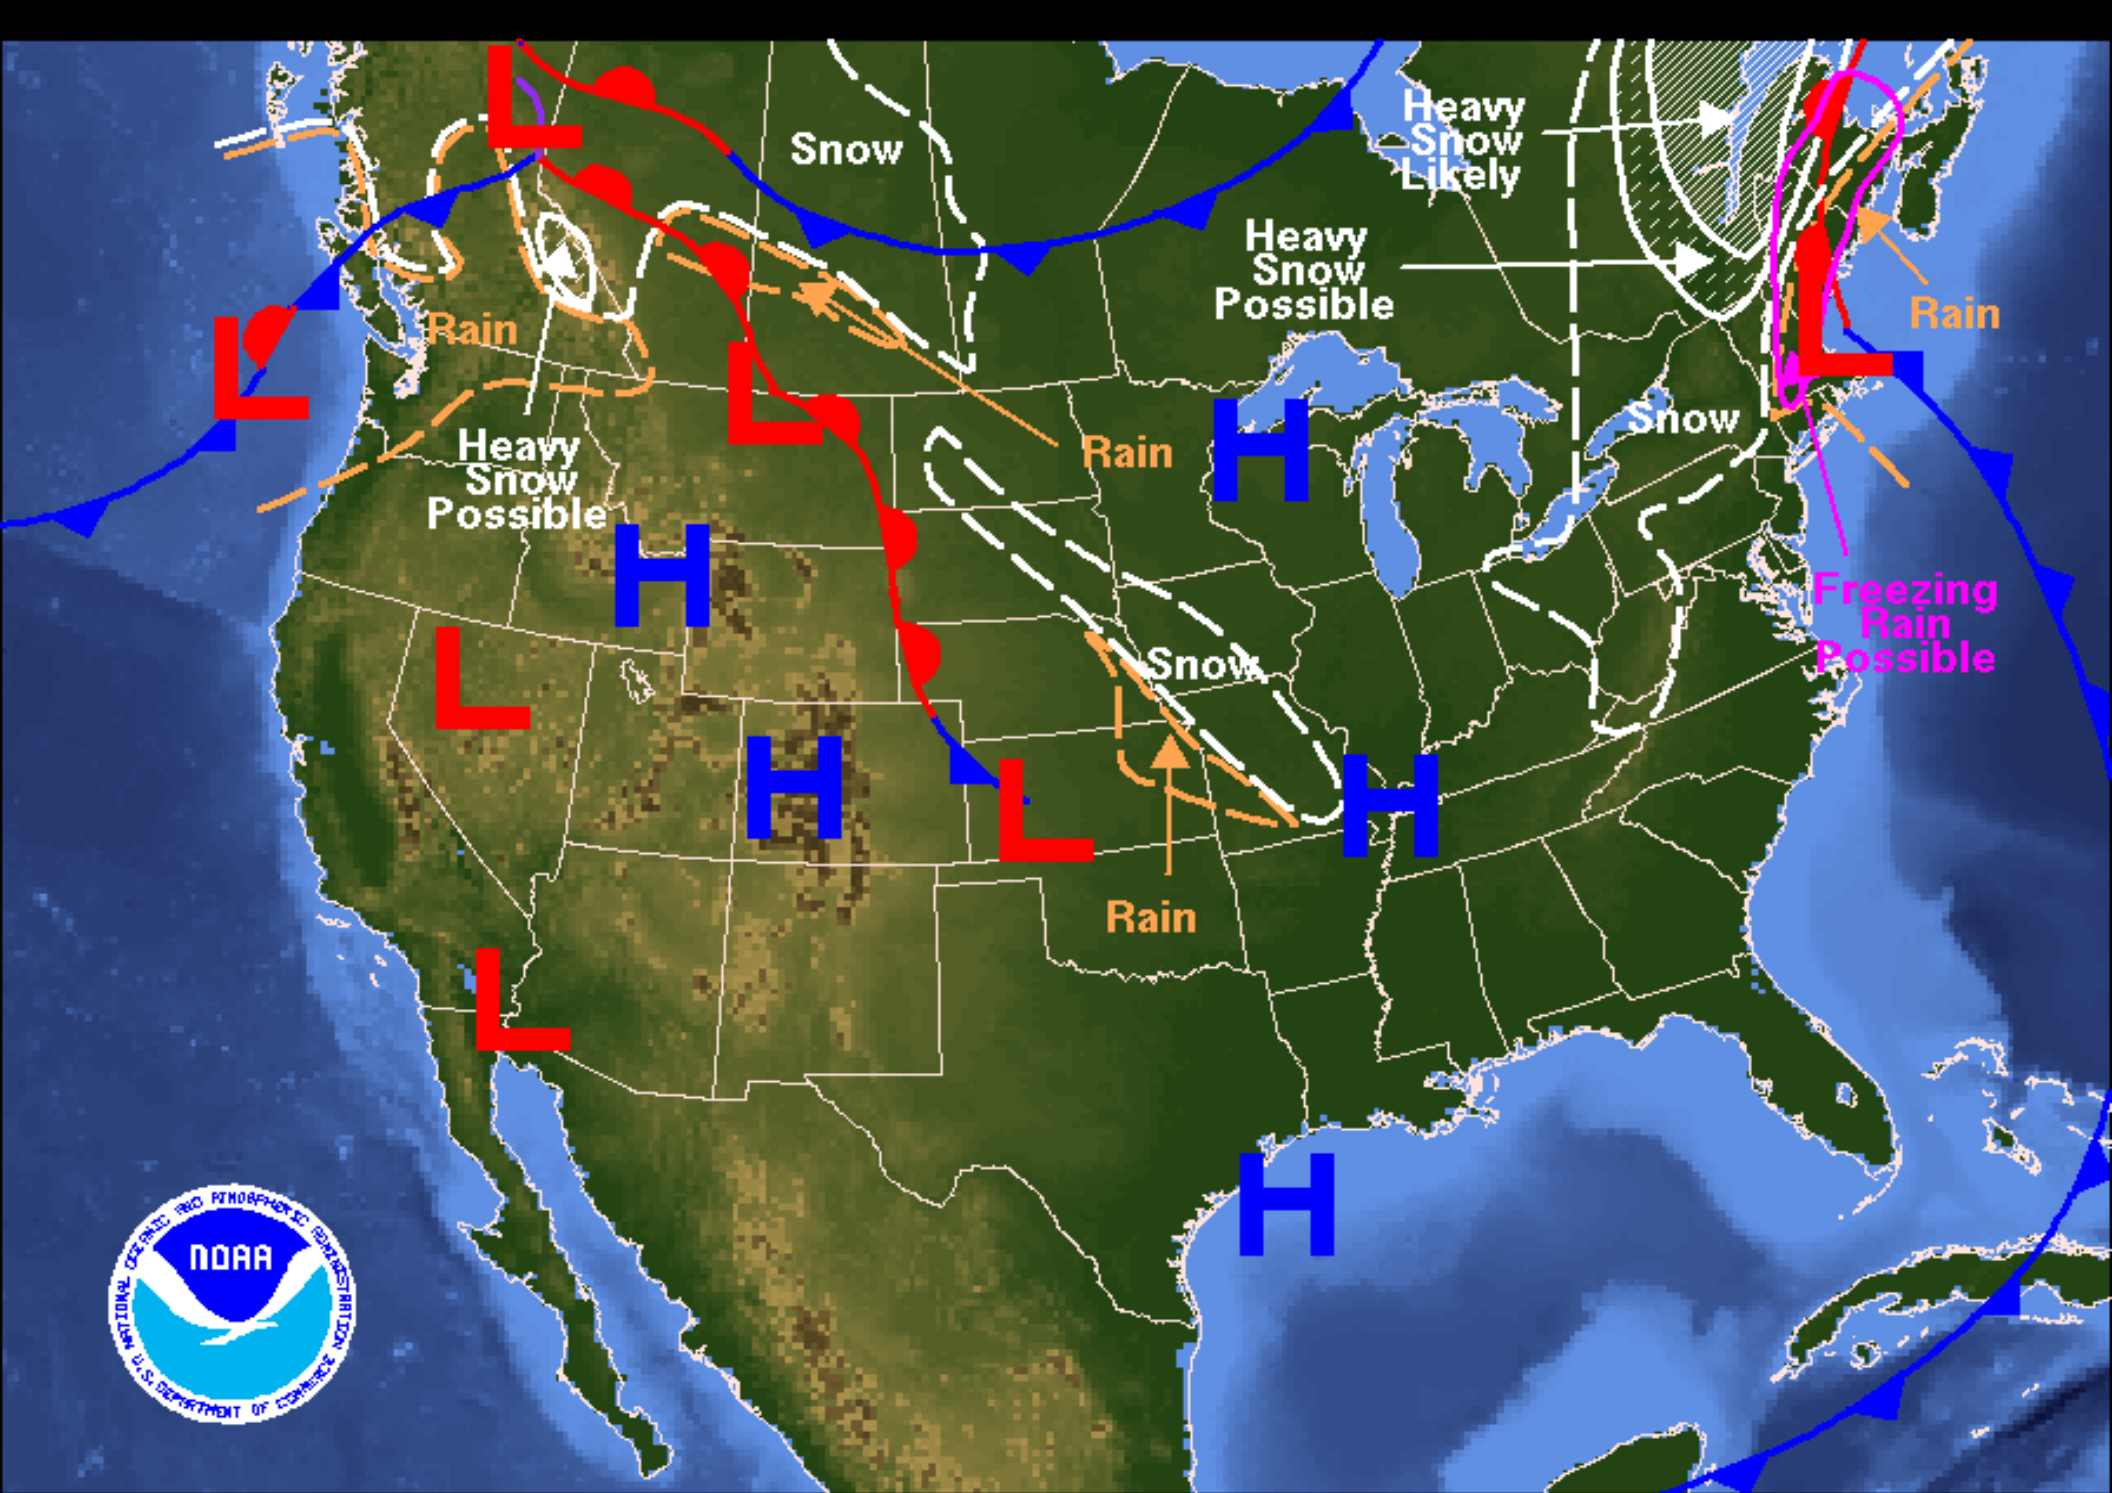 L
Snow
Heavy
Snow
Likely
Heavy
Snow
Possible
Rain
Rain
L
L
L
Heavy
Snow
Possible
Rain
H
Snow
H
L
Snow
Freezing
Rain
Possible
H
L
H
Rain
L
H
NATIONAL OCEANIC AND ATMOSPHERIC ADMINISTRATION
NOAA
U.S. DEPARTMENT OF COMMERCE